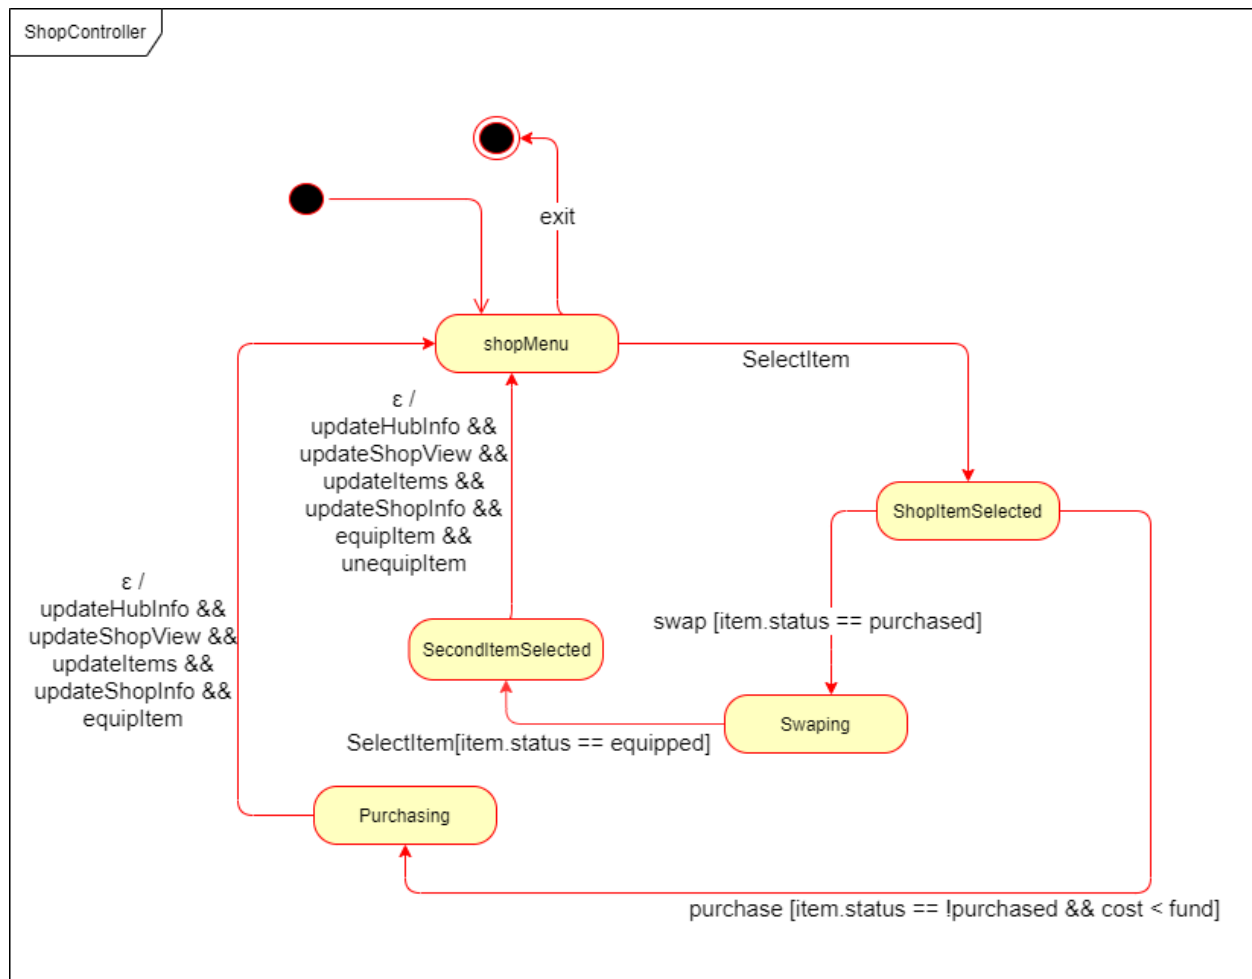 ShopController
exit
shopMenu
SelectItem
ε /
updateHubInfo &&
updateShopView &&
updateItems &&
updateShopInfo &&
equipItem &&
unequipItem
ShopItemSelected
ε /
updateHubInfo &&
updateShopView &&
updateItems &&
updateShopInfo &&
equipItem
swap [item.status == purchased]
SecondItemSelected
Swaping
SelectItem[item.status == equipped]
Purchasing
purchase [item.status == !purchased && cost < fund]